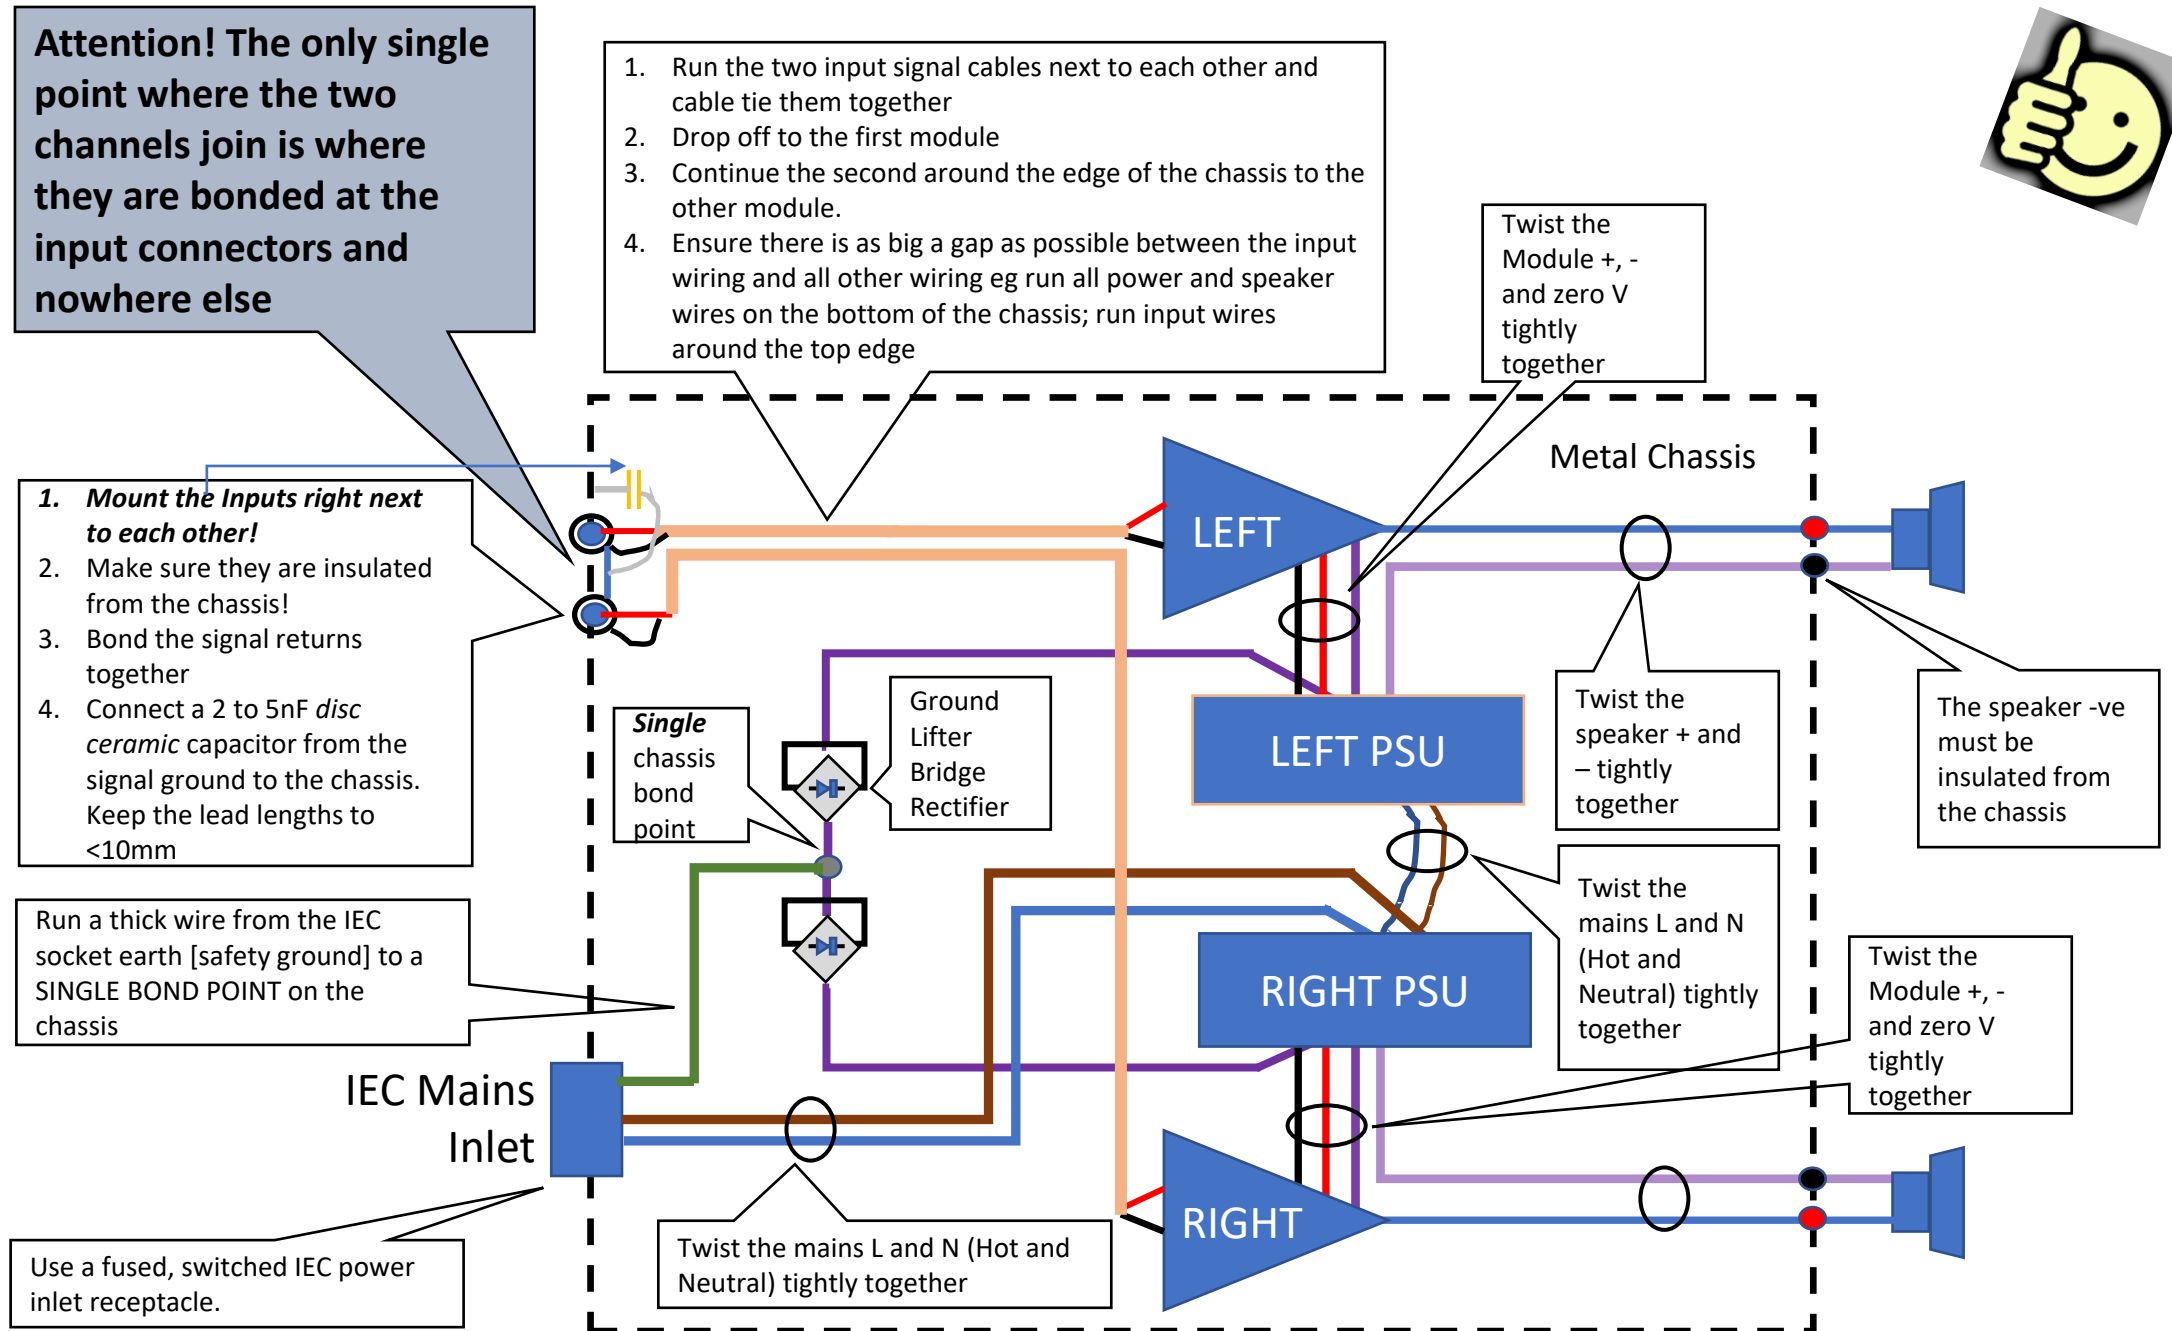 Attention! The only single
point where the two
channels join is where
they are bonded at the
input connectors and
nowhere else
1. Run the two input signal cables next to each other and
cable tie them together
2. Drop off to the first module
3. Continue the second around the edge of the chassis to the
other module.
4. Ensure there is as big a gap as possible between the input
wiring and all other wiring eg run all power and speaker
wires on the bottom of the chassis; run input wires
around the top edge
Twist the
Module +, -
and zero V
tightly
together
Metal Chassis
1. Mount the Inputs right next
to each other!
2. Make sure they are insulated
from the chassis!
3. Bond the signal returns
together
4. Connect a 2 to 5nF disc
ceramic capacitor from the
signal ground to the chassis.
Keep the lead lengths to
<10mm
LEFT
Single
chassis
bond
point
Ground
Lifter
Bridge
Rectifier
LEFT PSU
Twist the
speaker + and
– tightly
together
The speaker -ve
must be
insulated from
the chassis
Twist the
mains L and N
(Hot and
Neutral) tightly
together
Run a thick wire from the IEC
socket earth [safety ground] to a
SINGLE BOND POINT on the
chassis
RIGHT PSU
Twist the
Module +, -
and zero V
tightly
together
IEC Mains
Inlet
RIGHT
Twist the mains L and N (Hot and
Neutral) tightly together
Use a fused, switched IEC power
inlet receptacle.